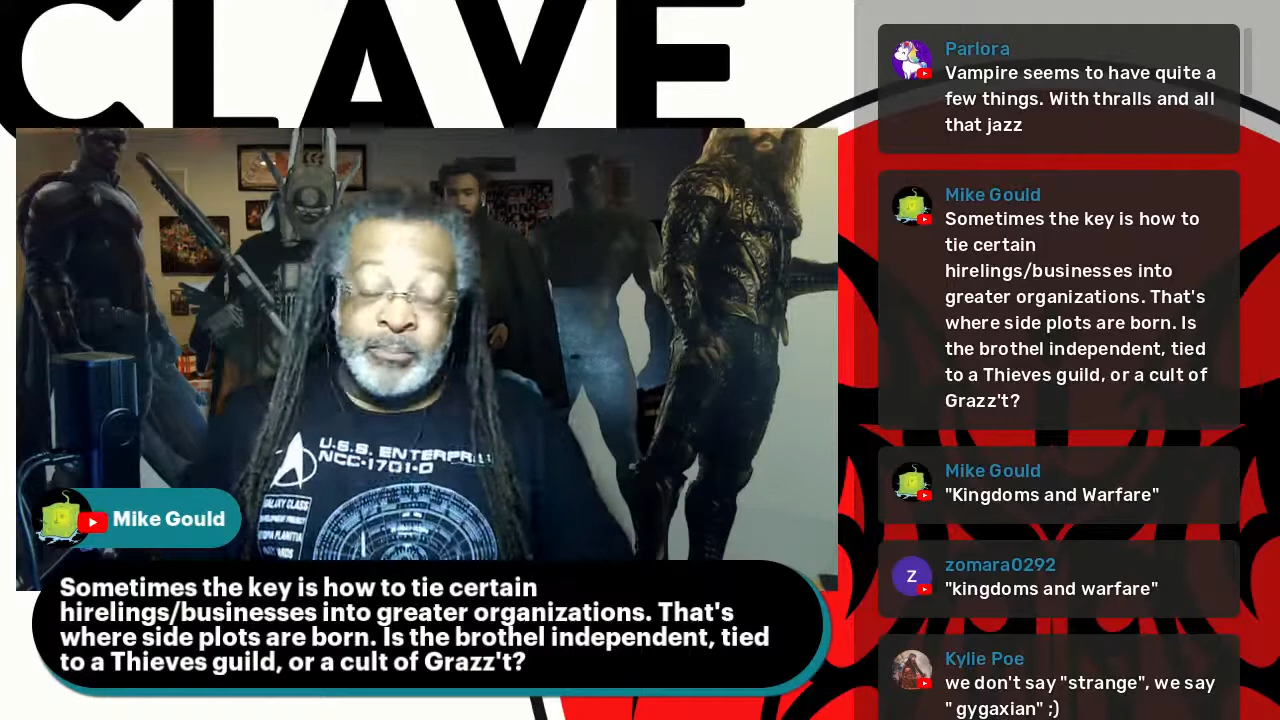 CLAVE
U.S.S. ENTERPRI
NCC-1701-D
GALAXY CLASS
Mike Gould
Sometimes the key is how to tie certain
hirelings/businesses into greater organizations. That's
where side plots are born. Is the brothel independent, tied
to a Thieves guild, or a cult of Grazz't?
Parlora
Vampire seems to have quite a
few things. With thralls and all
that jazz
Mike Gould
Sometimes the key is how to
tie certain
hirelings/businesses into
greater organizations. That's
where side plots are born. Is
the brothel independent, tied
to a Thieves guild, or a cult of
Grazz't?
Mike Gould
"Kingdoms and Warfare"
Z
zomara0292
"kingdoms and warfare"
Kylie Poe
we don't say "strange", we say
" gygaxian" ;)